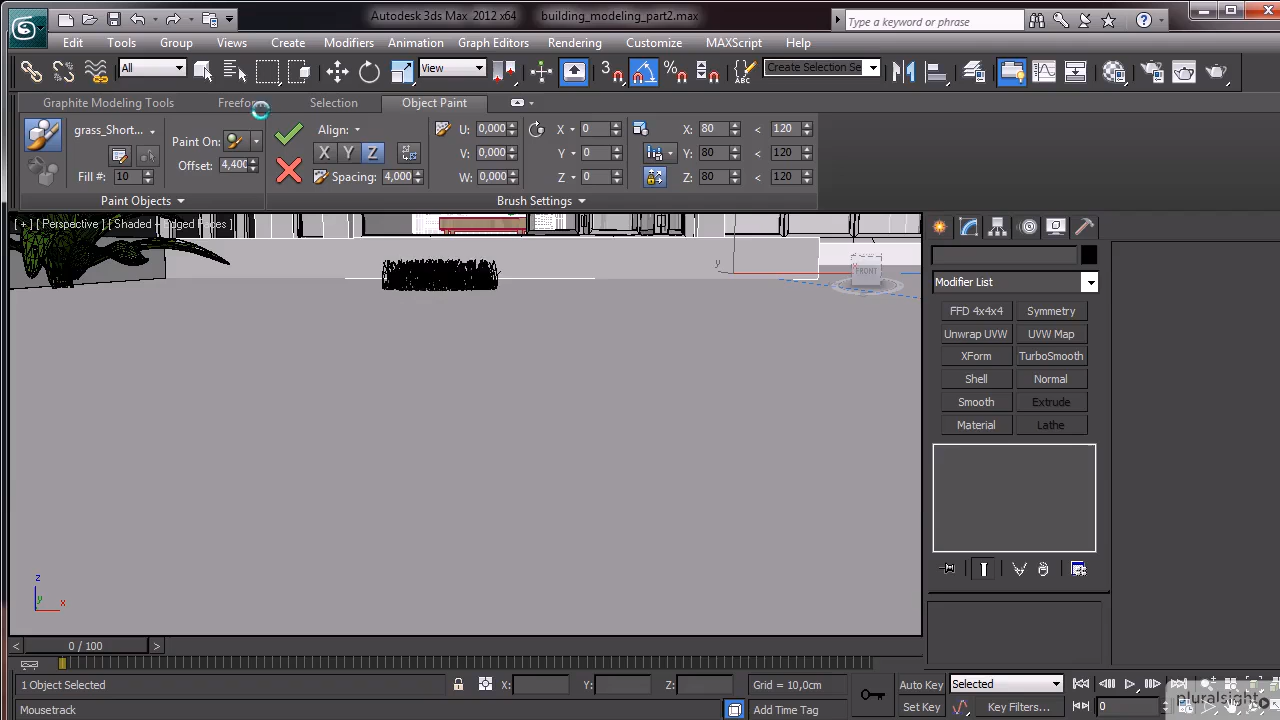 Autodesk 3ds Max 2012 x64 building_modeling_part2.max Type a keyword or phrase
Edit Tools Group Views Create Modifiers Animation Graph Editors Rendering Customize MAXScript Help
All View 3 % ABC Create Selection Se
Graphite Modeling Tools Freeform Selection Object Paint
grass_Short... Paint On: Align: U: 0,000 X 0 X: 80 < 120
X Y Z V: 0,000 Y 0 Y: 80 < 120
Offset: 4,400
Fill #: 10 Spacing: 4,000 W: 0,000 Z 0 Z: 80 < 120
Paint Objects Brush Settings
[ + ] [ Perspective ] [ Shaded + Edged Faces ]
y FRONT
Modifier List
FFD 4x4x4 Symmetry
Unwrap UVW UVW Map
XForm TurboSmooth
Shell Normal
Smooth Extrude
Material Lathe
z
y x
< 0 / 100 >
1 Object Selected X: Y: Z: Grid = 10,0cm Auto Key Selected
Mousetrack Add Time Tag Set Key Key Filters... 0
pluralsight